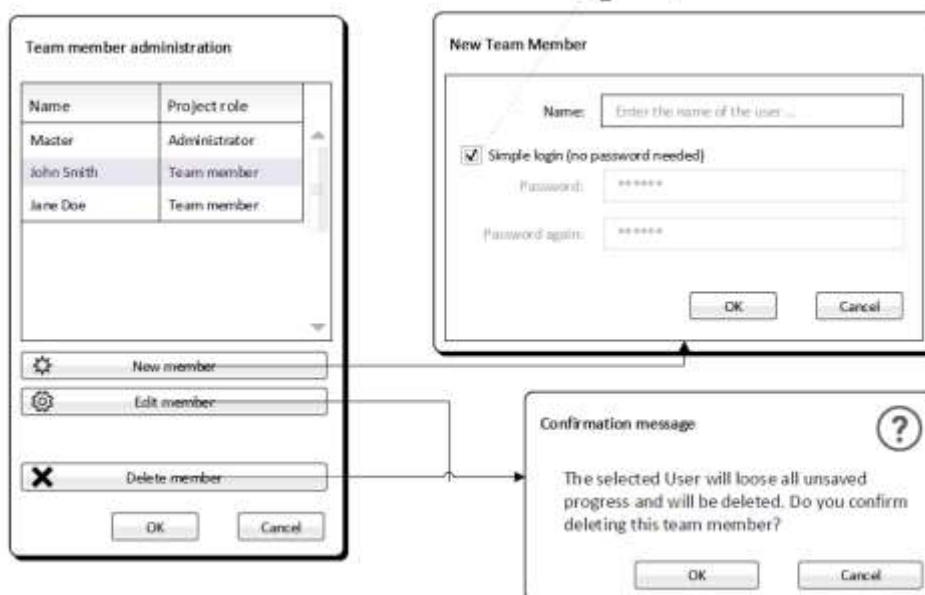 Team member administration
Name Project role
Master Administrator
John Smith Team member
Jane Doe Team member
New member
Edit member
Delete member
OK Cancel
New Team Member
Name: Enter the name of the user ...
Simple login (no password needed)
Password: ******
Password again: ******
OK Cancel
Confirmation message
?
The selected User will loose all unsaved
progress and will be deleted. Do you confirm
deleting this team member?
OK Cancel